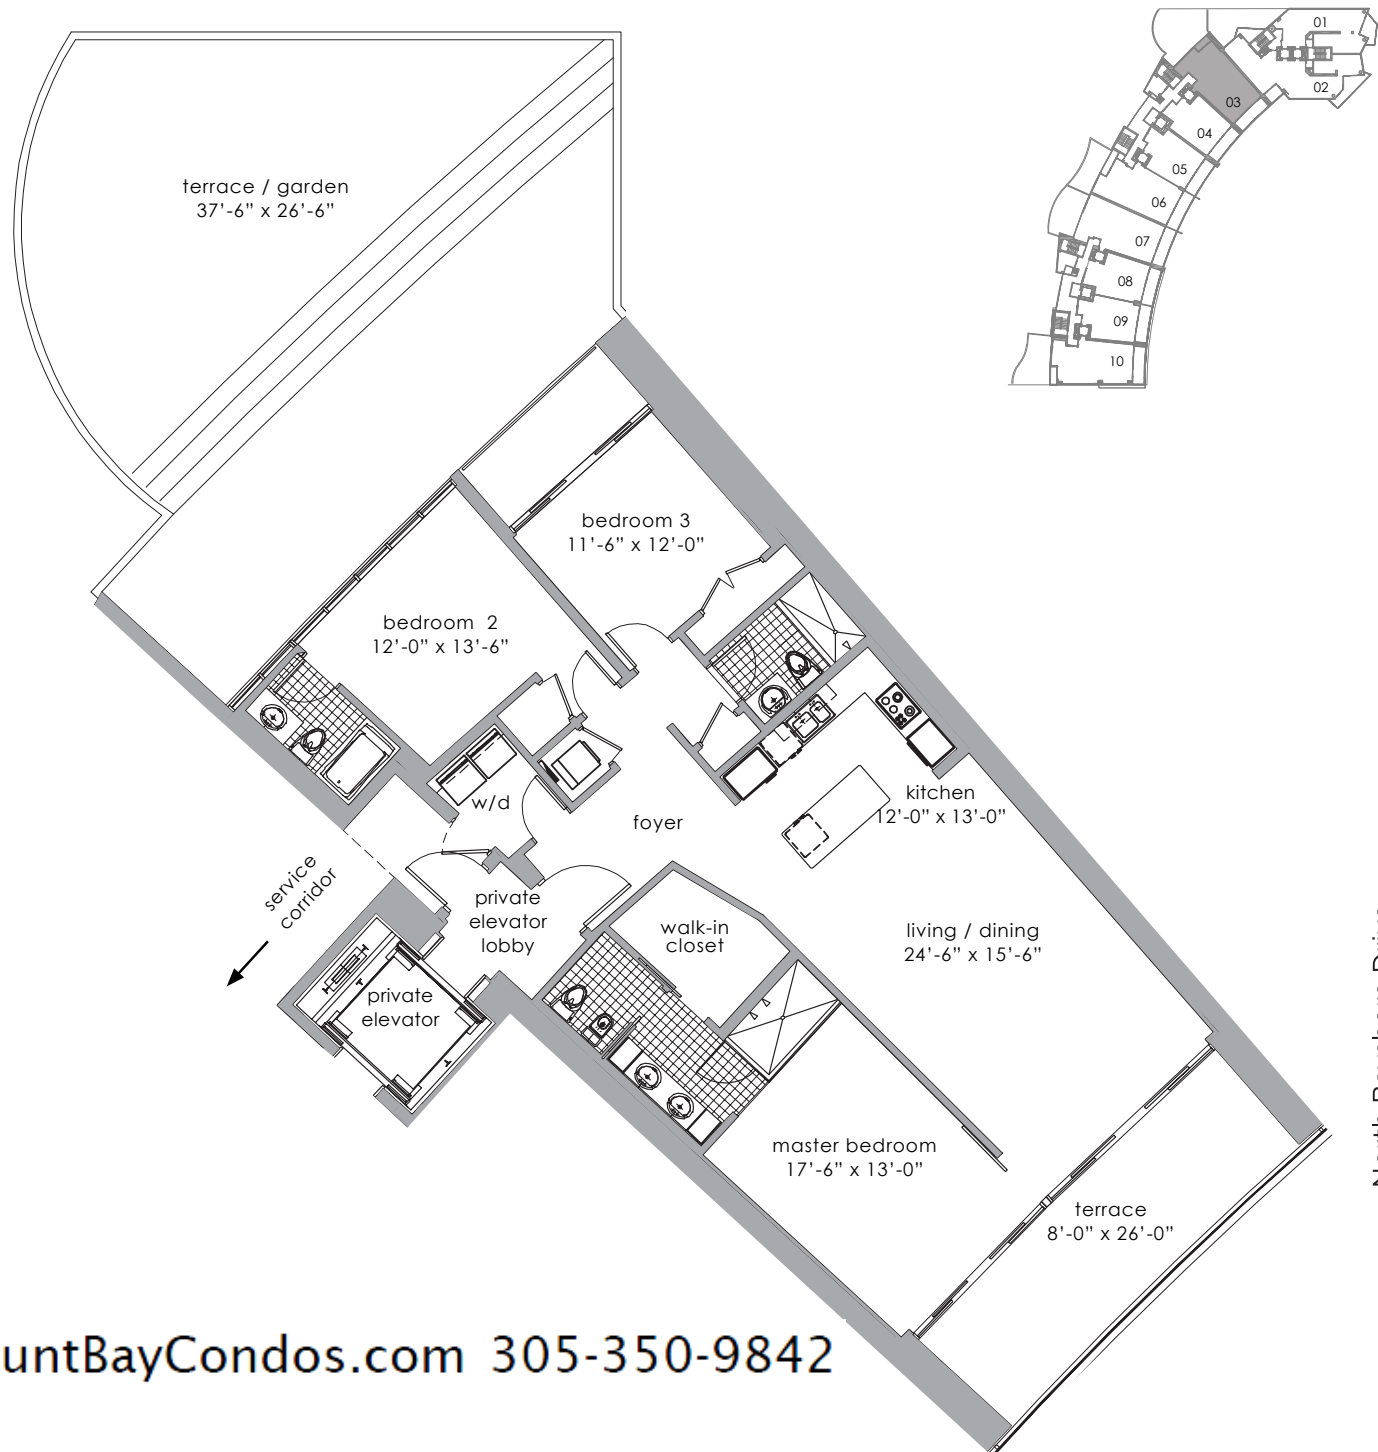 01
02
03
04
05
06
07
08
09
10
terrace / garden
37’-6” x 26’-6”
bedroom 3
11’-6” x 12’-0”
bedroom 2
12’-0” x 13’-6”
kitchen
12’-0” x 13’-0”
w/d
foyer
service
corridor
private
elevator
lobby
walk-in
closet
living / dining
24’-6” x 15’-6”
private
elevator
master bedroom
17’-6” x 13’-0”
terrace
8’-0” x 26’-0”
untBayCondos.com 305-350-9842